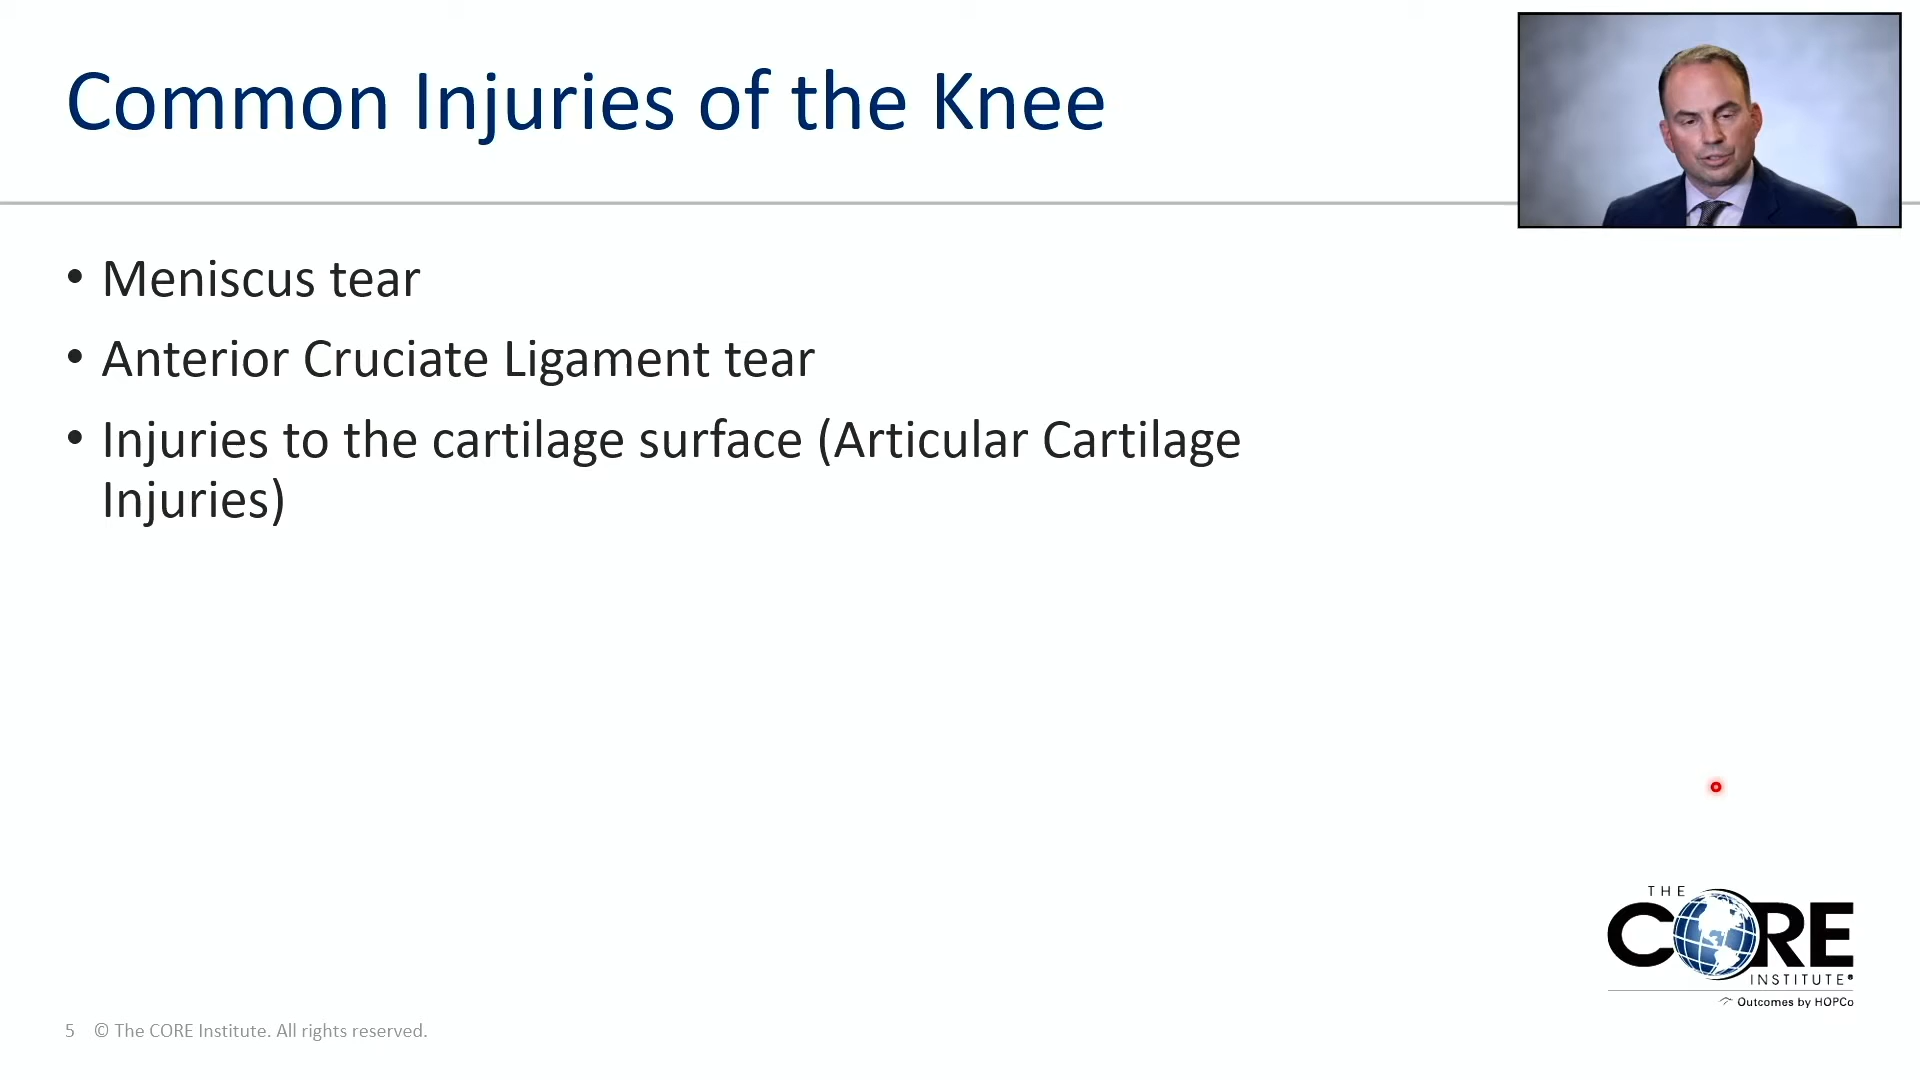 Common Injuries of the Knee
• Meniscus tear
• Anterior Cruciate Ligament tear
• Injuries to the cartilage surface (Articular Cartilage
Injuries)
THE
CORE
INSTITUTE®
Outcomes by HOPCo
5 © The CORE Institute. All rights reserved.